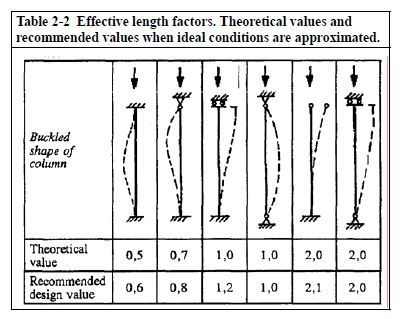 Table 2-2 Effective length factors. Theoretical values and
recommended values when ideal conditions are approximated.
Buckled
shape of
column
Theoretical
value
0,5 0,7 1,0 1,0 2,0 2,0
Recommended
design value
0,6 0,8 1,2 1,0 2,1 2,0